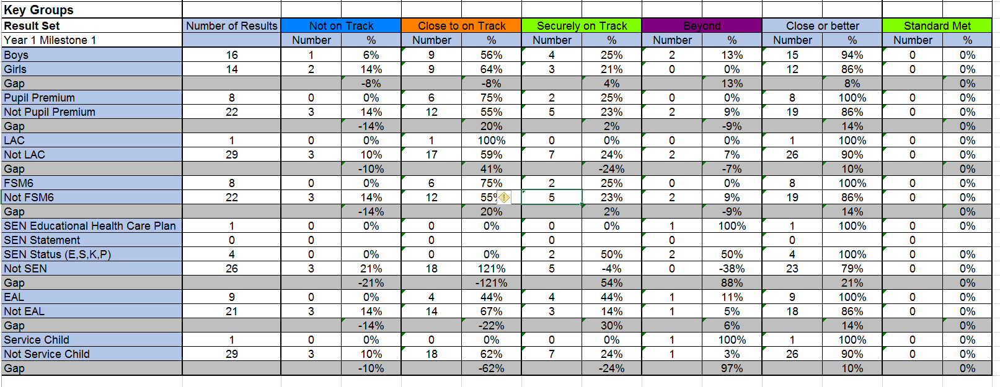 Key Groups
Result Set Number of Results Not on Track Close to on Track Securely on Track Beyond Close or better Standard Met
Year 1 Milestone 1 Number % Number % Number % Number % Number % Number %
Boys 16 1 6% 9 56% 4 25% 2 13% 15 94% 0 0%
Girls 14 2 14% 9 64% 3 21% 0 0% 12 86% 0 0%
Gap -8% -8% 4% 13% 8% 0%
Pupil Premium 8 0 0% 6 75% 2 25% 0 0% 8 100% 0 0%
Not Pupil Premium 22 3 14% 12 55% 5 23% 2 9% 19 86% 0 0%
Gap -14% 20% 2% -9% 14% 0%
LAC 1 0 0% 1 100% 0 0% 0 0% 1 100% 0 0%
Not LAC 29 3 10% 17 59% 7 24% 2 7% 26 90% 0 0%
Gap -10% 41% -24% -7% 10% 0%
FSM6 8 0 0% 6 75% 2 25% 0 0% 8 100% 0 0%
Not FSM6 22 3 14% 12 55% 5 23% 2 9% 19 86% 0 0%
Gap -14% 20% 2% -9% 14% 0%
SEN Educational Health Care Plan 1 0 0% 0 0% 0 0% 1 100% 1 100% 0 0%
SEN Statement 0 0 0 0 0 0 0
SEN Status (E,S,K,P) 4 0 0% 0 0% 2 50% 2 50% 4 100% 0 0%
Not SEN 26 3 21% 18 121% 5 -4% 0 -38% 23 79% 0 0%
Gap -21% -121% 54% 88% 21% 0%
EAL 9 0 0% 4 44% 4 44% 1 11% 9 100% 0 0%
Not EAL 21 3 14% 14 67% 3 14% 1 5% 18 86% 0 0%
Gap -14% -22% 30% 6% 14% 0%
Service Child 1 0 0% 0 0% 0 0% 1 100% 1 100% 0 0%
Not Service Child 29 3 10% 18 62% 7 24% 1 3% 26 90% 0 0%
Gap -10% -62% -24% 97% 10% 0%